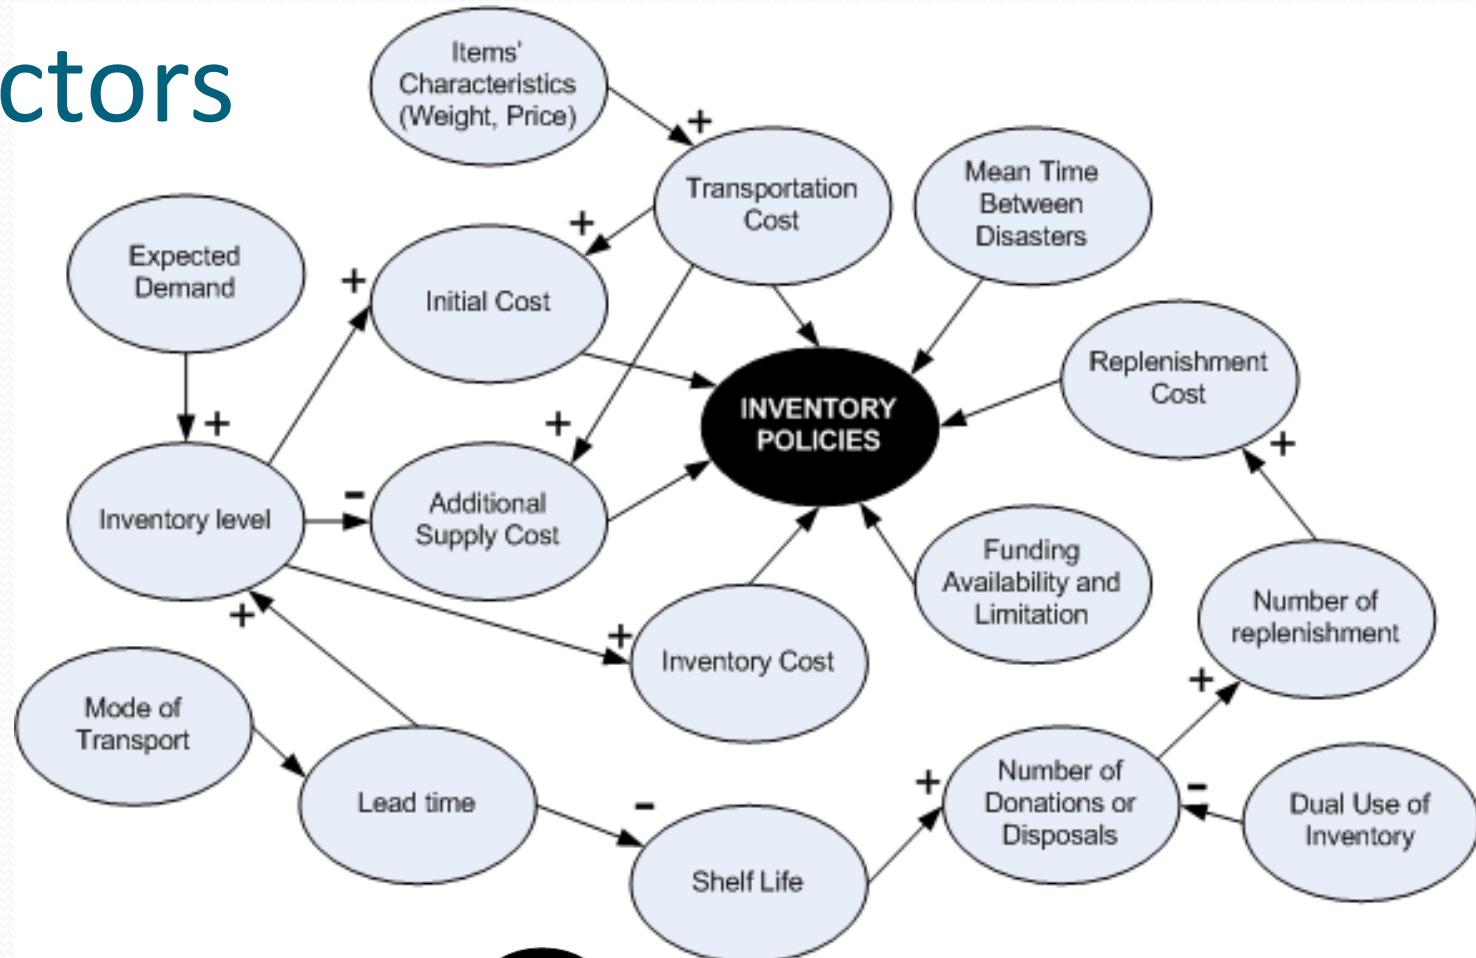 ctors
Items'
Characteristics
(Weight, Price)
+
Transportation
Cost
Mean Time
Between
Disasters
+
Expected
Demand
+
Initial Cost
Replenishment
Cost
INVENTORY
POLICIES
+
+
+
Inventory level
-
Additional
Supply Cost
Funding
Availability and
Limitation
Number of
replenishment
+
+
Inventory Cost
+
Mode of
Transport
Lead time
-
Shelf Life
+
Number of
Donations or
Disposals
-
Dual Use of
Inventory